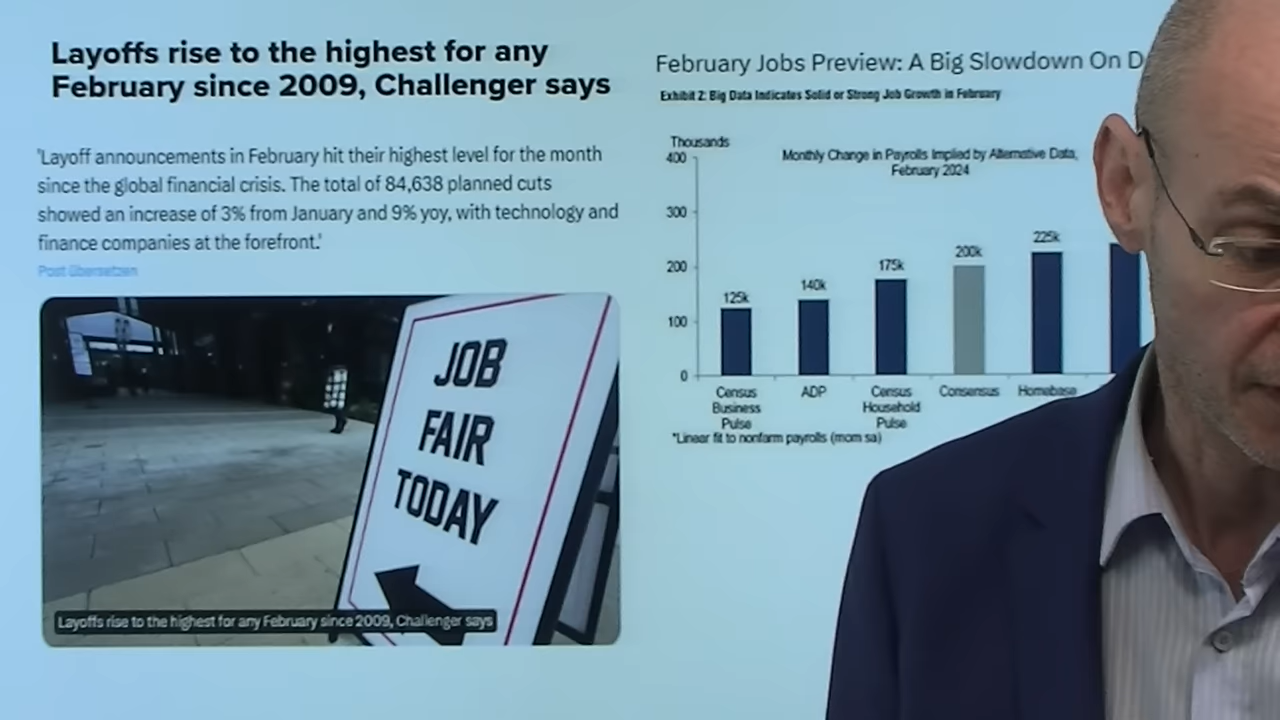 Layoffs rise to the highest for any
February since 2009, Challenger says
'Layoff announcements in February hit their highest level for the month
since the global financial crisis. The total of 84,638 planned cuts
showed an increase of 3% from January and 9% yoy, with technology and
finance companies at the forefront.'
Post übersetzen
JOB
FAIR
TODAY
Layoffs rise to the highest for any February since 2009, Challenger says
February Jobs Preview: A Big Slowdown On
Exhibit 2: Big Data Indicates Solid or Strong Job Growth in February
Thousands
Monthly Change in Payrolls Implied by Alternative Data,
February 2024
400
300
200
100
0
125k
140k
175k
200k
225k
Census
Business
Pulse
ADP
Census
Household
Pulse
Consensus
Homebase
*Linear fit to nonfarm payrolls (mom sa)